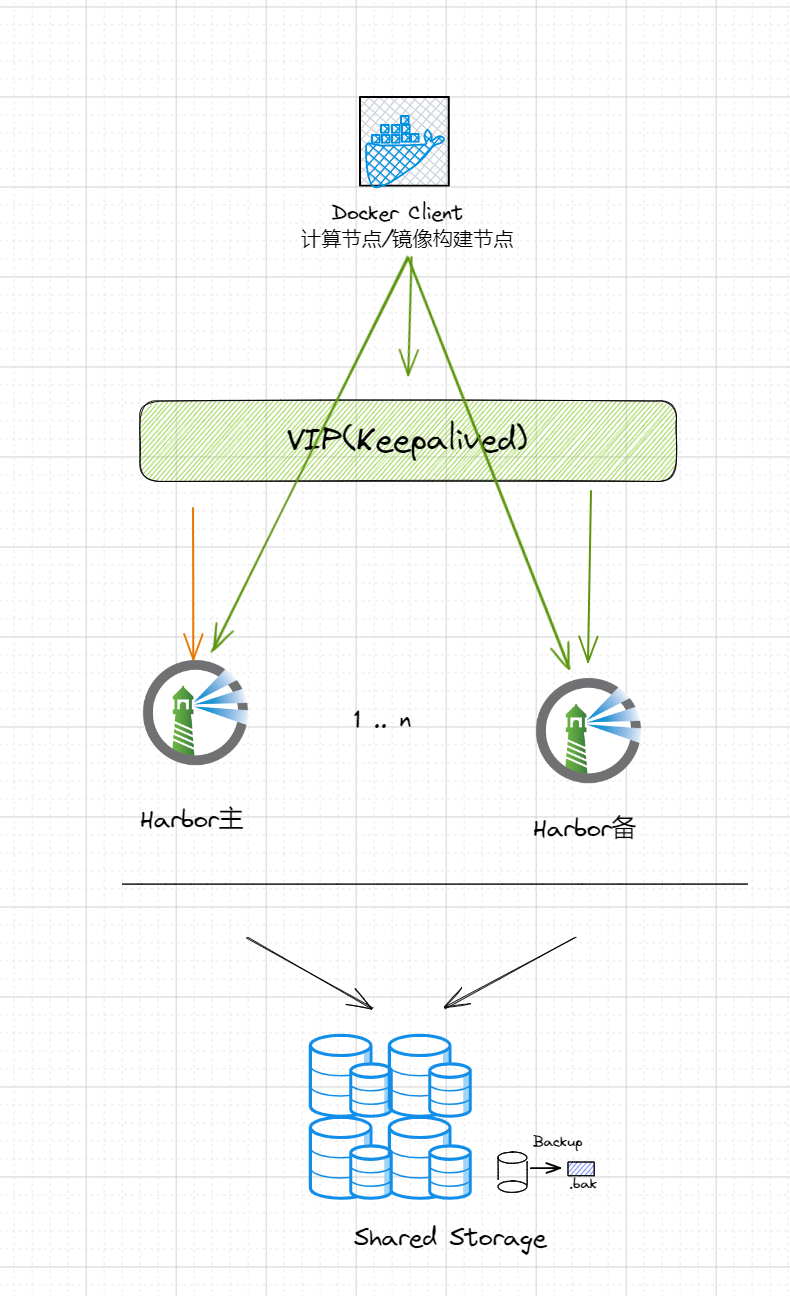 Docker Client
计算节点/镜像构建节点
VIP(Keepalived)
1 .. n
Harbor主
Harbor备
Backup
.bak
Shared Storage